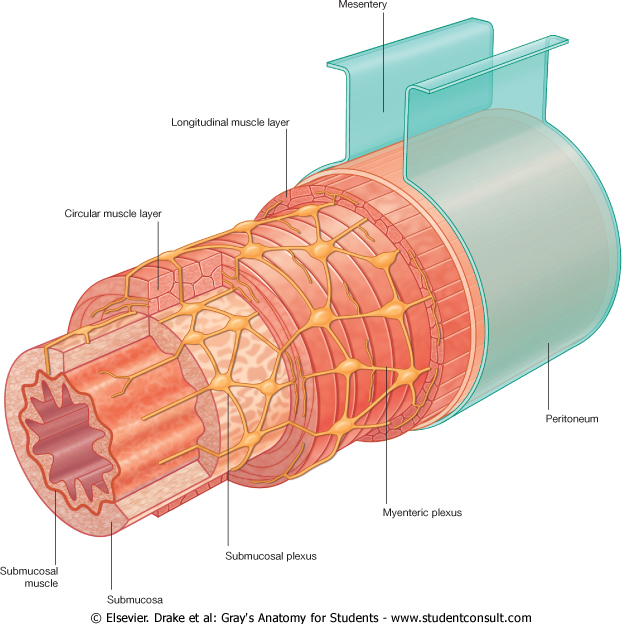 Mesentery
Longitudinal muscle layer
Circular muscle layer
Peritoneum
Myenteric plexus
Submucosal plexus
Submucosal
muscle
Submucosa
© Elsevier. Drake et al: Gray's Anatomy for Students - www.studentconsult.com